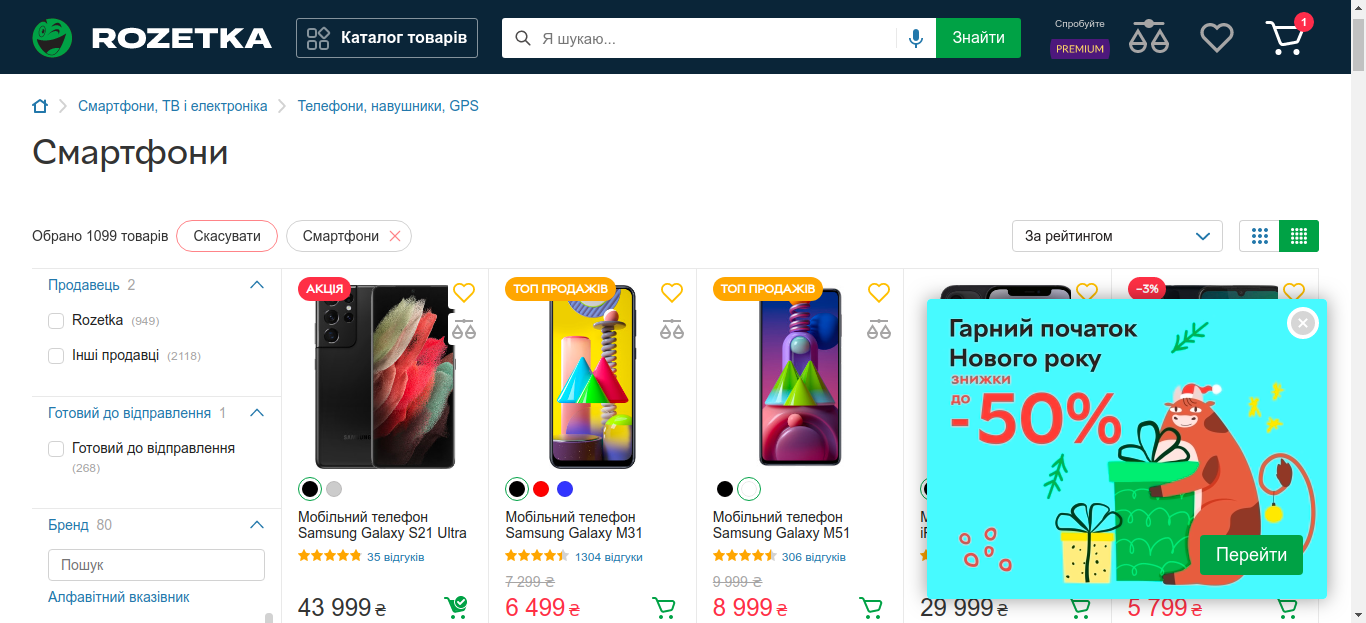 ROZETKA
Каталог товарів
Я шукаю...
Знайти
Спробуйте
PREMIUM
1
Смартфони, ТВ і електроніка
Телефони, навушники, GPS
Смартфони
Обрано 1099 товарів
Скасувати
Смартфони
За рейтингом
Продавець 2
Rozetka (949)
Інші продавці (2118)
Готовий до відправлення 1
Готовий до відправлення
(268)
Бренд 80
Пошук
Алфавітний вказівник
АКЦІЯ
SAMSUNG
Мобільний телефон
Samsung Galaxy S21 Ultra
35 відгуків
43 999 ₴
ТОП ПРОДАЖІВ
Мобільний телефон
Samsung Galaxy M31
1304 відгуки
7 299 ₴
6 499 ₴
ТОП ПРОДАЖІВ
Мобільний телефон
Samsung Galaxy M51
306 відгуків
9 999 ₴
8 999 ₴
29 999 ₴
-3%
5 799 ₴
Гарний початок
Нового року
знижки
до
-50%
Перейти